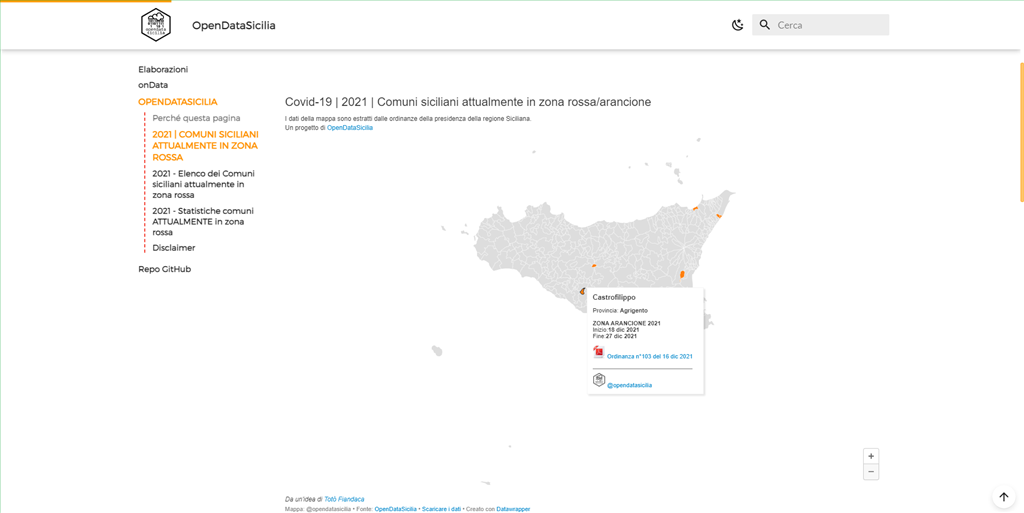 OpenDataSicilia
Cerca
Elaborazioni
onData
OPENDATASICILIA
Perché questa pagina
2021 | COMUNI SICILIANI
ATTUALMENTE IN ZONA
ROSSA
2021 - Elenco dei Comuni
siciliani attualmente in
zona rossa
2021 - Statistiche comuni
ATTUALMENTE in zona
rossa
Disclaimer
Repo GitHub
Covid-19 | 2021 | Comuni siciliani attualmente in zona rossa/arancione
I dati della mappa sono estratti dalle ordinanze della presidenza della regione Siciliana.
Un progetto di OpenDataSicilia
Castrofilippo
Provincia: Agrigento
ZONA ARANCIONE 2021
Inizio:18 dic 2021
Fine:27 dic 2021
Ordinanza n°103 del 16 dic 2021
@opendatasicilia
+
−
Da un'idea di Totò Fiandaca
Mappa: @opendatasicilia • Fonte: OpenDataSicilia • Scaricare i dati • Creato con Datawrapper